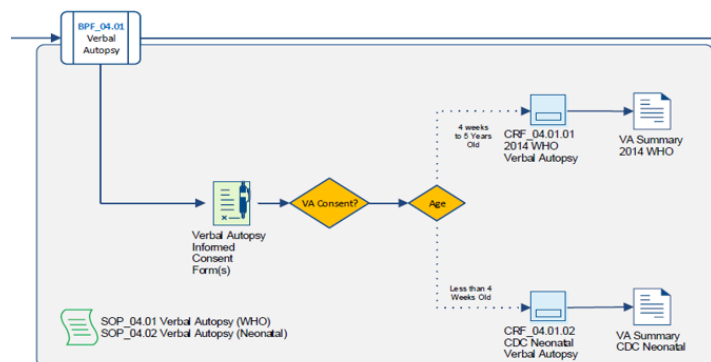 BPF_04.01
Verbal
Autopsy
4 weeks
to 5 Years
Old
CRF_04.01.01
2014 WHO
Verbal Autopsy
VA Summary
2014 WHO
VA Consent?
Age
Verbal Autopsy
Informed
Consent
Form(s)
Less than 4
Weeks Old
CRF_04.01.02
CDC Neonatal
Verbal Autopsy
VA Summary
CDC Neonatal
SOP_04.01 Verbal Autopsy (WHO)
SOP_04.02 Verbal Autopsy (Neonatal)